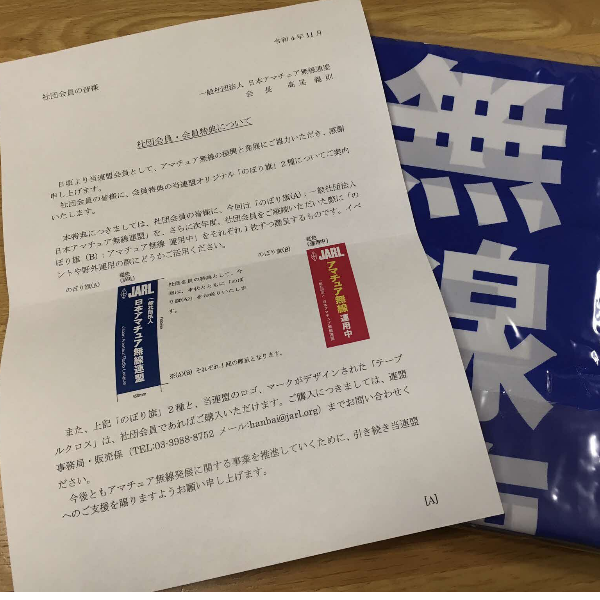 令和4年11月
社団会員の皆様
一般社団法人 日本アマチュア無線連盟
会 長 森 尾 義 則
社団会員・会員特典について
日頃より当連盟会員として、アマチュア無線の振興と発展にご協力いただき、感謝
申し上げます。
社団会員の皆様に、会員特典の当連盟オリジナル「のぼり旗」2種についてご案内
いたします。
本特典につきましては、社団会員の皆様に、今回は「のぼり旗(A)：一般社団法人
日本アマチュア無線連盟」を、さらに次年度、社団会員をご継続いただいた際に「の
ぼり旗（B）：アマチュア無線 運用中」をそれぞれ1枚ずつ贈呈するものです。イベ
ントや野外運用の際にどうかご活用ください。
のぼり旗(A)
のぼり旗(B)
JARL
一般社団法人
日本アマチュア無線連盟
JARL
アマチュア無線 運用中
※(A)(B) それぞれ1枚の贈呈となります。
また、上記「のぼり旗」2種と、当連盟のロゴ、マークがデザインされた「テーブ
ルクロス」は、社団会員であればご購入いただけます。ご購入につきましては、連盟
事務局・販売係（TEL:03-3988-8752 メール:hanbai@jarl.org）までお問い合わせく
ださい。
今後ともアマチュア無線発展に関する事業を推進していくために、引き続き当連盟
へのご支援を賜りますようお願い申し上げます。
[A]
無線